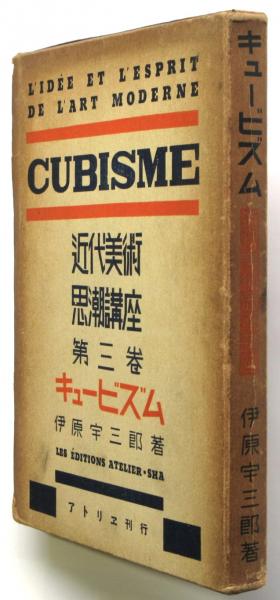 L'IDÉE ET L'ESPRIT
DE L'ART MODERNE
CUBISME
近代美術
思潮講座
第三巻
キュービズム
伊原宇三郎著
LES ÉDITIONS ATELIER・SHA
アトリヱ刊行
キュービズム
伊原宇三郎著